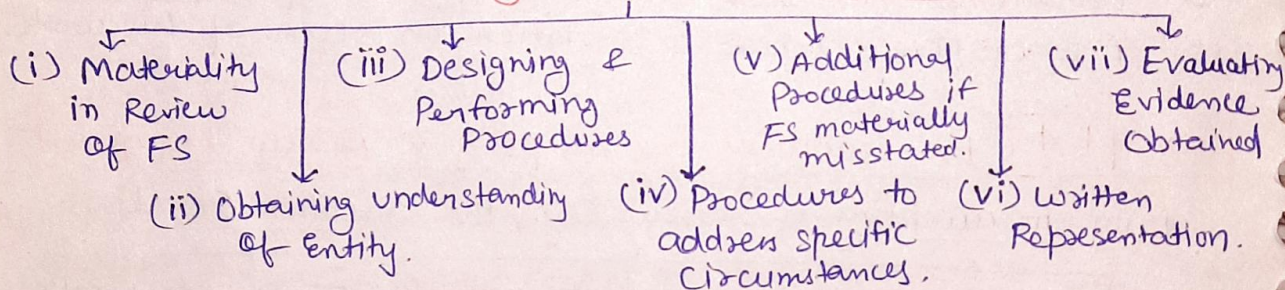 (i) Materiality
in Review
of FS
(ii) Obtaining understanding
of Entity.
(iii) Designing &
Performing
Procedures
(iv) Procedures to
address specific
Circumstances.
(v) Additional
Procedures if
FS materially
misstated.
(vi) Written
Representation.
(vii) Evaluating
Evidence
Obtained